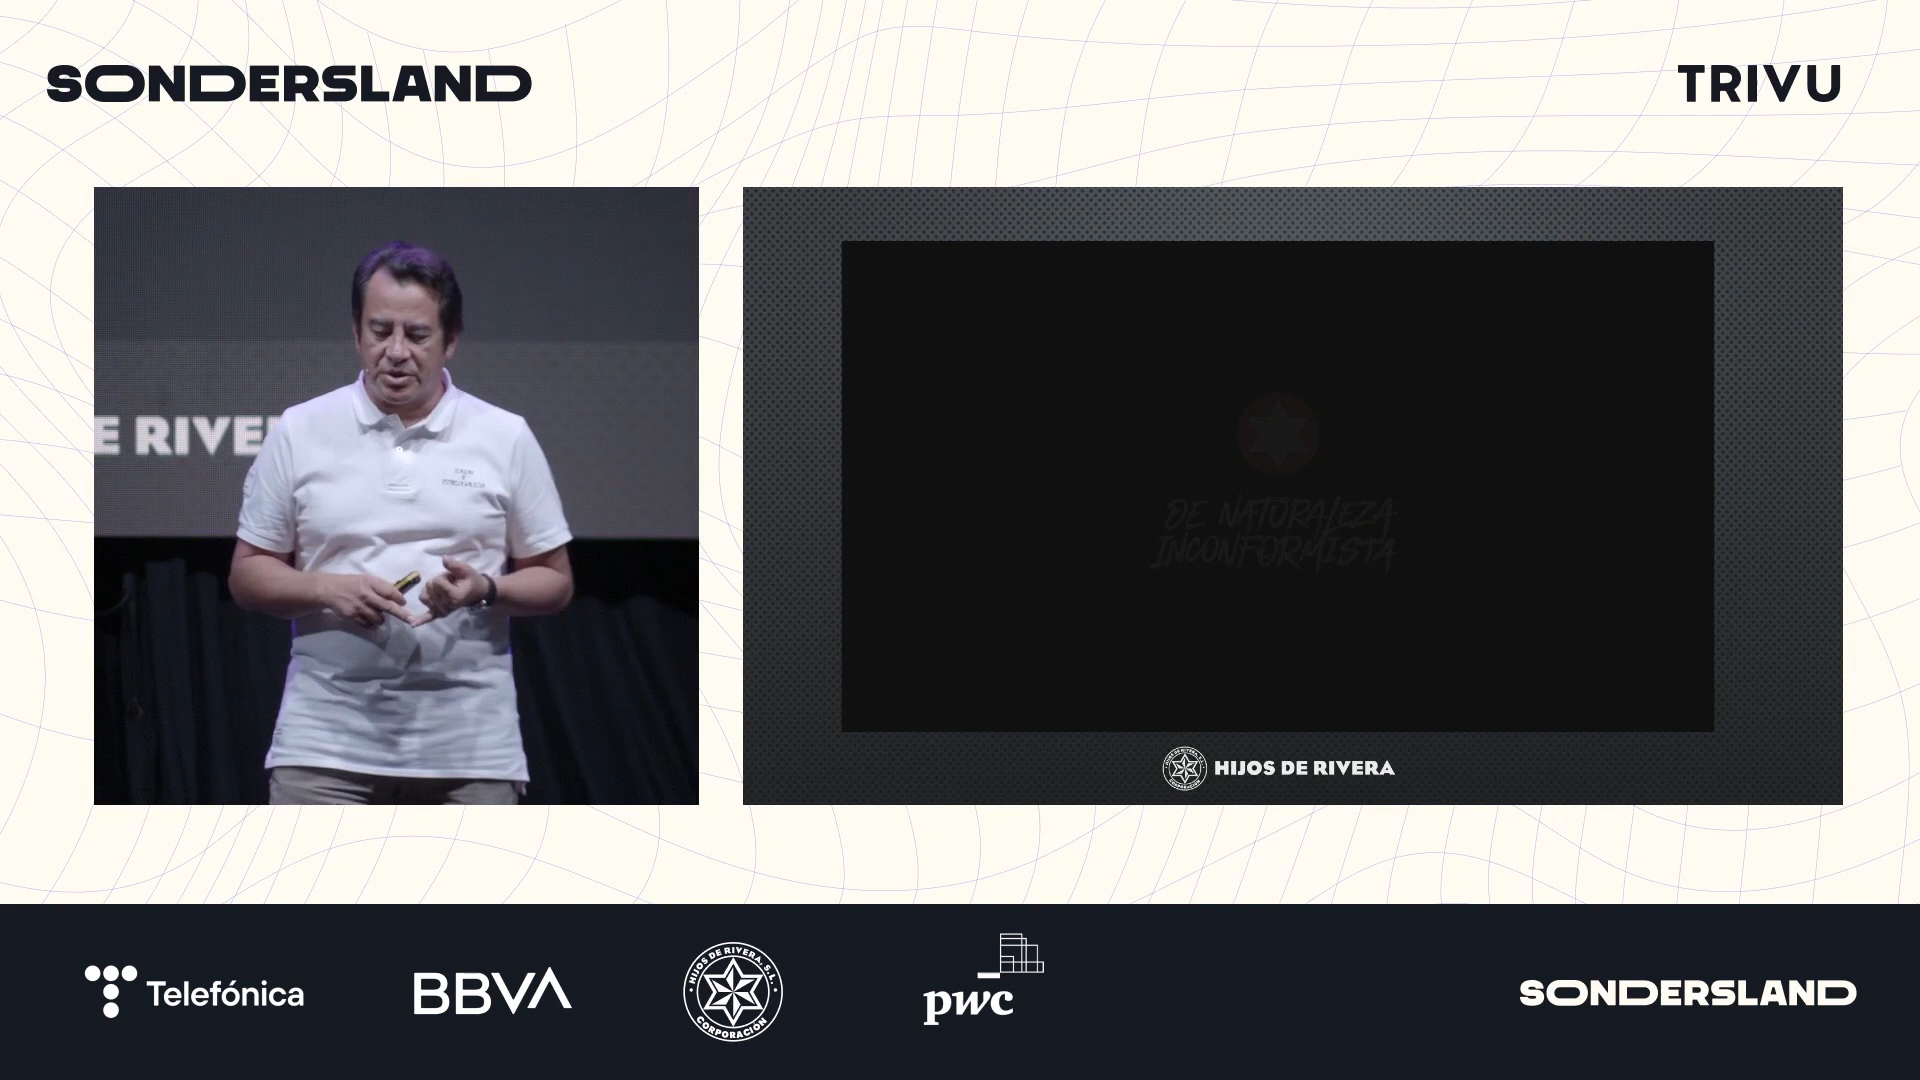 SONDERSLAND
TRIVU
E RIVE
DE NATURALEZA
INCONFORMISTA
HIJOS DE RIVERA
Telefónica
BBVA
HIJOS DE RIVERA, S.L.
CORPORACIÓN
pwc
SONDERSLAND